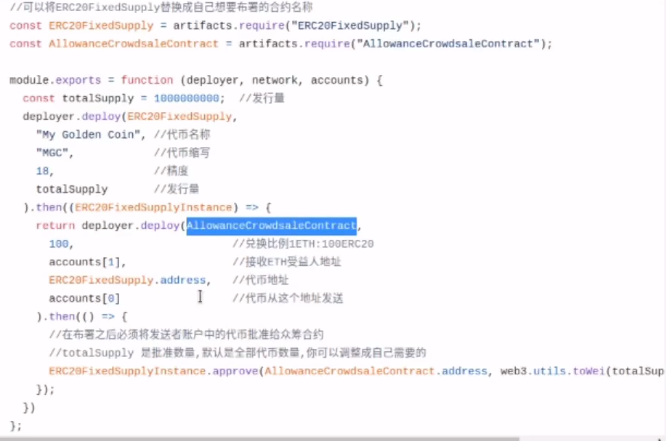 //可以将ERC20FixedSupply替换成自己想要布署的合约名称
const ERC20FixedSupply = artifacts.require("ERC20FixedSupply");
const AllowanceCrowdsaleContract = artifacts.require("AllowanceCrowdsaleContract");
module.exports = function (deployer, network, accounts) {
const totalSupply = 1000000000; //发行量
deployer.deploy(ERC20FixedSupply,
"My Golden Coin", //代币名称
"MGC", //代币缩写
18, //精度
totalSupply //发行量
).then((ERC20FixedSupplyInstance) => {
return deployer.deploy(AllowanceCrowdsaleContract,
100, //兑换比例1ETH:100ERC20
accounts[1], //接收ETH受益人地址
ERC20FixedSupply.address, //代币地址
accounts[0] //代币从这个地址发送
).then(() => {
//在布署之后必须将发送者账户中的代币批准给众筹合约
//totalSupply 是批准数量,默认是全部代币数量,你可以调整成自己需要的
ERC20FixedSupplyInstance.approve(AllowanceCrowdsaleContract.address, web3.utils.toWei(totalSup
});
})
};